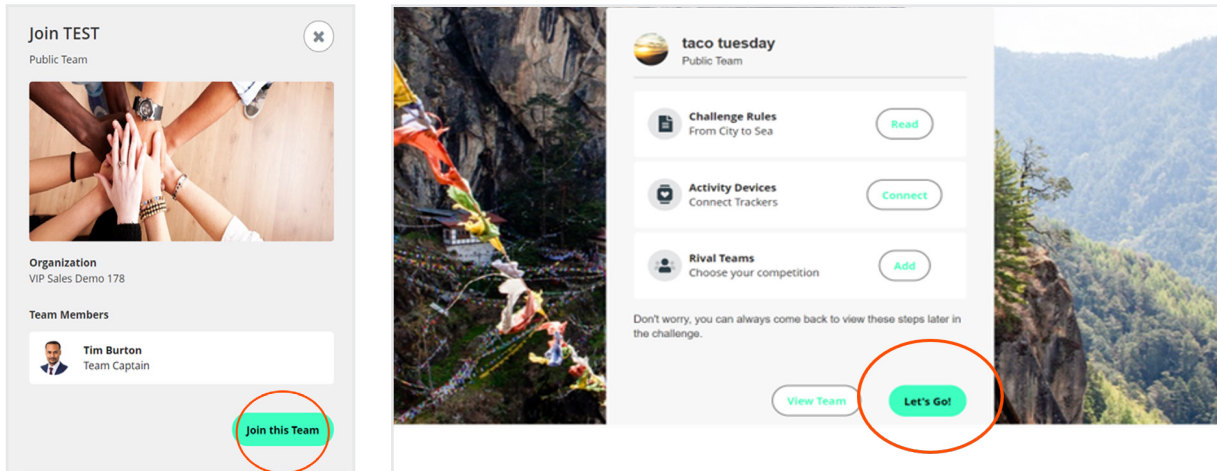 Join TEST
Public Team
Organization
VIP Sales Demo 178
Team Members
Tim Burton
Team Captain
Join this Team
taco tuesday
Public Team
Challenge Rules
From City to Sea
Read
Activity Devices
Connect Trackers
Connect
Rival Teams
Choose your competition
Add
Don't worry, you can always come back to view these steps later in
the challenge.
View Team
Let's Go!